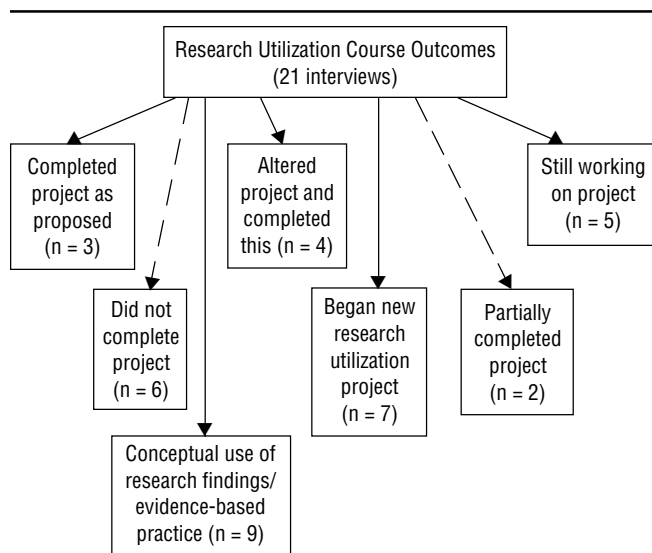 Research Utilization Course Outcomes
(21 interviews)
Completed
project as
proposed
(n = 3)
Altered
project and
completed
this (n = 4)
Still working
on project
(n = 5)
Did not
complete
project
(n = 6)
Began new
research
utilization
project
(n = 7)
Partially
completed
project
(n = 2)
Conceptual use of
research findings/
evidence-based
practice (n = 9)